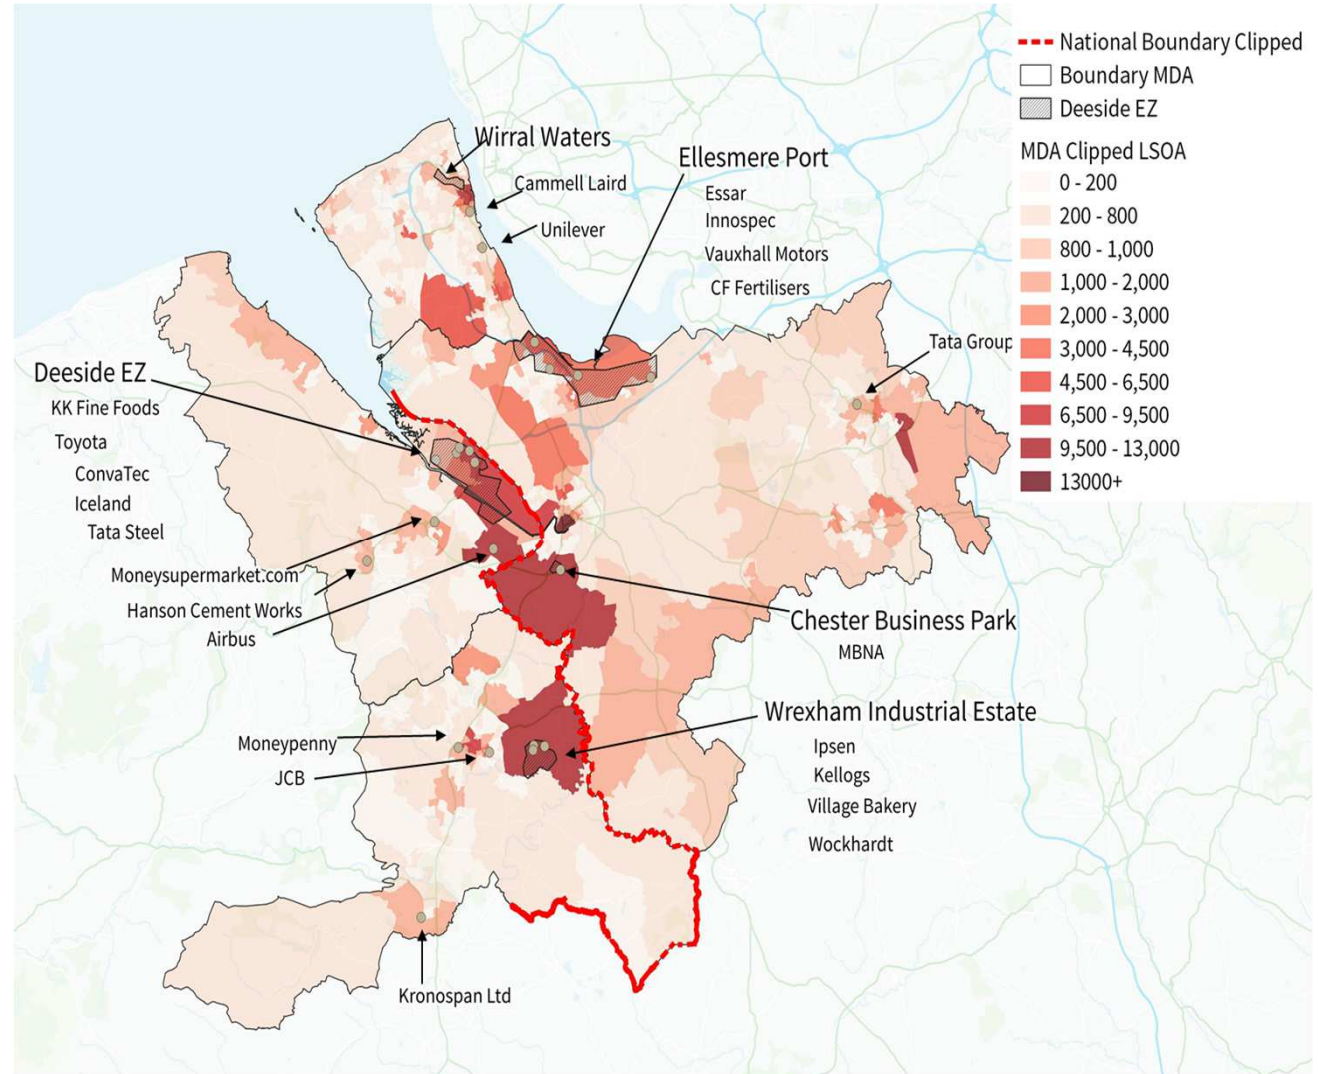 National Boundary Clipped
Boundary MDA
Deeside EZ
MDA Clipped LSOA
0 - 200
200 - 800
800 - 1,000
1,000 - 2,000
2,000 - 3,000
3,000 - 4,500
4,500 - 6,500
6,500 - 9,500
9,500 - 13,000
13000+
Wirral Waters
Cammell Laird
Unilever
Ellesmere Port
Essar
Innospec
Vauxhall Motors
CF Fertilisers
Tata Group
Deeside EZ
KK Fine Foods
Toyota
ConvaTec
Iceland
Tata Steel
Moneysupermarket.com
Hanson Cement Works
Airbus
Chester Business Park
MBNA
Wrexham Industrial Estate
Ipsen
Kellogs
Village Bakery
Wockhardt
Moneypenny
JCB
Kronospan Ltd